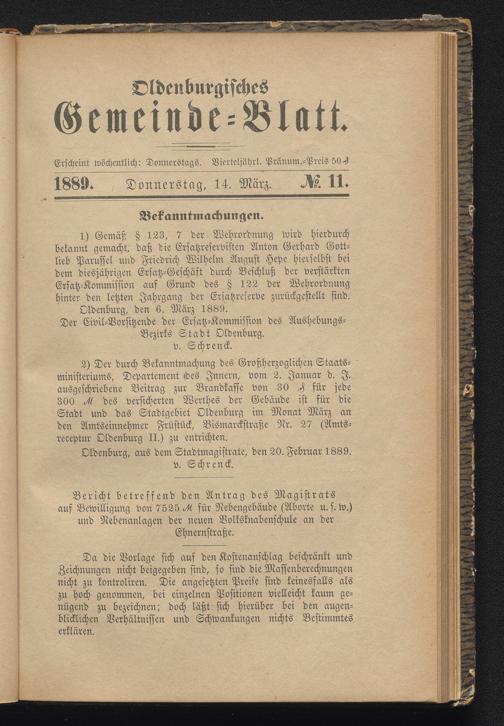 Oldenburgisches
Gemeinde-Blatt.
Erscheint wöchentlich: Donnerstags. Vierteljährl. Pränum.-Preis 50 ₰
1889. Donnerstag, 14. März. № 11.
Bekanntmachungen.
1) Gemäß § 123, 7 der Wehrordnung wird hierdurch
bekannt gemacht, daß die Ersatzreservisten Anton Gerhard Gott-
lieb Parussel und Friedrich Wilhelm August Hepe hierselbst bei
dem diesjährigen Ersatz-Geschäft durch Beschluß der verstärkten
Ersatz-Kommission auf Grund des § 122 der Wehrordnung
hinter den letzten Jahrgang der Ersatzreserve zurückgestellt sind.
Oldenburg, den 6. März 1889.
Der Civil-Vorsitzende der Ersatz-Kommission des Aushebungs-
Bezirks Stadt Oldenburg.
v. Schrenck.
2) Der durch Bekanntmachung des Großherzoglichen Staats-
ministeriums, Departement des Innern, vom 2. Januar d. J.
ausgeschriebene Beitrag zur Brandkasse von 30 ₰ für jede
300 ℳ des versicherten Werthes der Gebäude ist für die
Stadt und das Stadtgebiet Oldenburg im Monat März an
den Amtseinnehmer Früstück, Bismarckstraße Nr. 27 (Amts-
receptur Oldenburg II.) zu entrichten.
Oldenburg, aus dem Stadtmagistrate, den 20. Februar 1889.
v. Schrenck.
Bericht betreffend den Antrag des Magistrats
auf Bewilligung von 7525 ℳ für Nebengebäude (Aborte u. s. w.)
und Nebenanlagen der neuen Volksknabenschule an der
Ehnernstraße.
Da die Vorlage sich auf den Kostenanschlag beschränkt und
Zeichnungen nicht beigegeben sind, so sind die Massenberechnungen
nicht zu kontroliren. Die angesetzten Preise sind keinesfalls als
zu hoch genommen, bei einzelnen Positionen vielleicht kaum ge-
nügend zu bezeichnen; doch läßt sich hierüber bei den augen-
blicklichen Verhältnissen und Schwankungen nichts Bestimmtes
erklären.